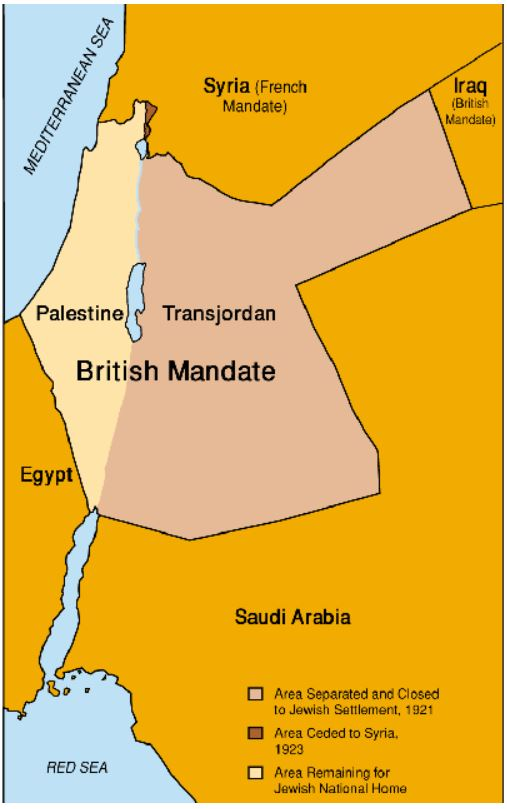 MEDITERRANEAN SEA
Syria (French
Mandate)
Iraq
(British
Mandate)
Palestine
Transjordan
British Mandate
Egypt
Saudi Arabia
Area Separated and Closed
to Jewish Settlement, 1921
Area Ceded to Syria,
1923
Area Remaining for
Jewish National Home
RED SEA